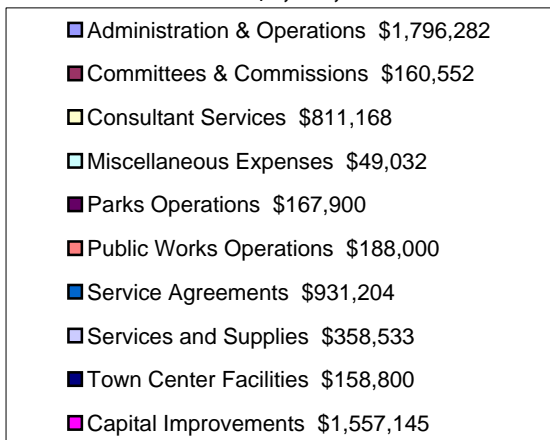 Administration & Operations $1,796,282
Committees & Commissions $160,552
Consultant Services $811,168
Miscellaneous Expenses $49,032
Parks Operations $167,900
Public Works Operations $188,000
Service Agreements $931,204
Services and Supplies $358,533
Town Center Facilities $158,800
Capital Improvements $1,557,145